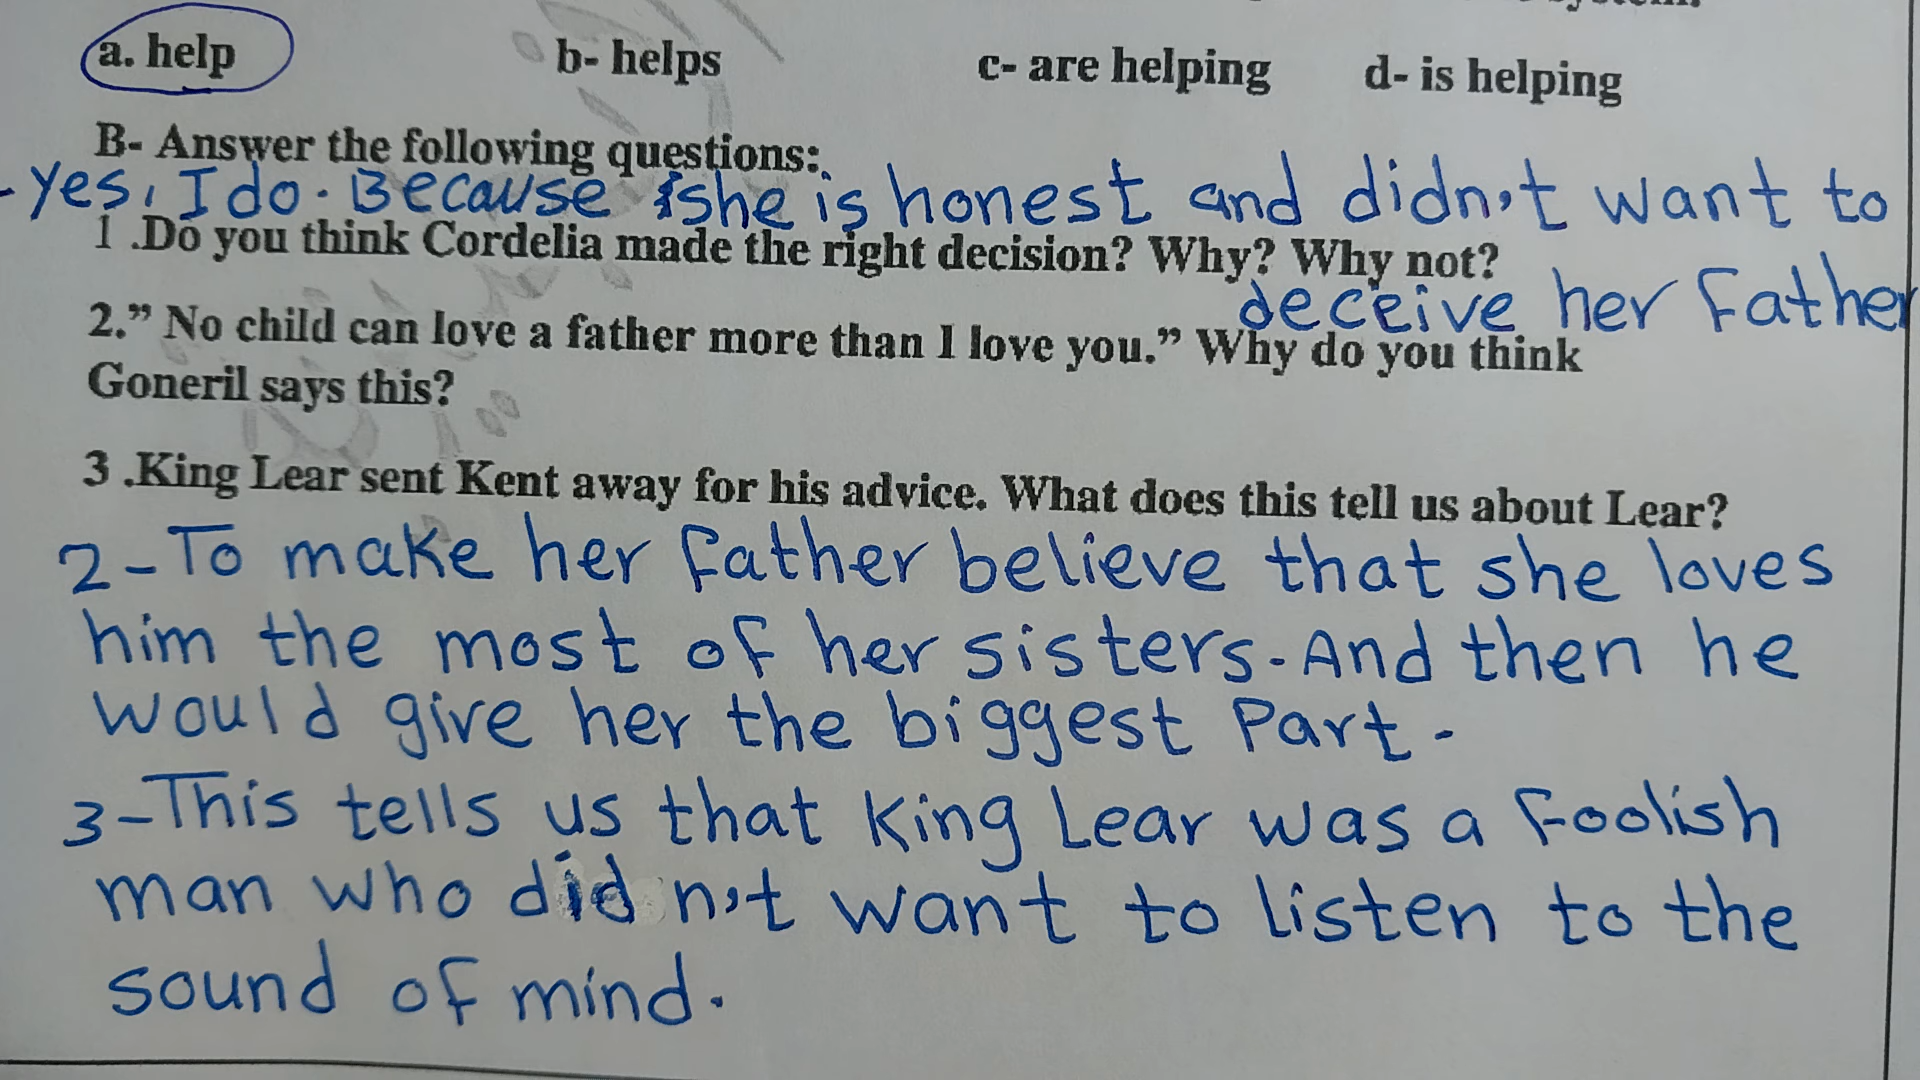 a. help b- helps c- are helping d- is helping
B- Answer the following questions:
- yes, I do. Because she is honest and didn't want to
1 .Do you think Cordelia made the right decision? Why? Why not?
deceive her Father
2.” No child can love a father more than I love you.” Why do you think
Goneril says this?
3 .King Lear sent Kent away for his advice. What does this tell us about Lear?
2-To make her father believe that she loves
him the most of her sisters. And then he
would give her the biggest Part.
3-This tells us that King Lear was a foolish
man who didn't want to listen to the
sound of mind.